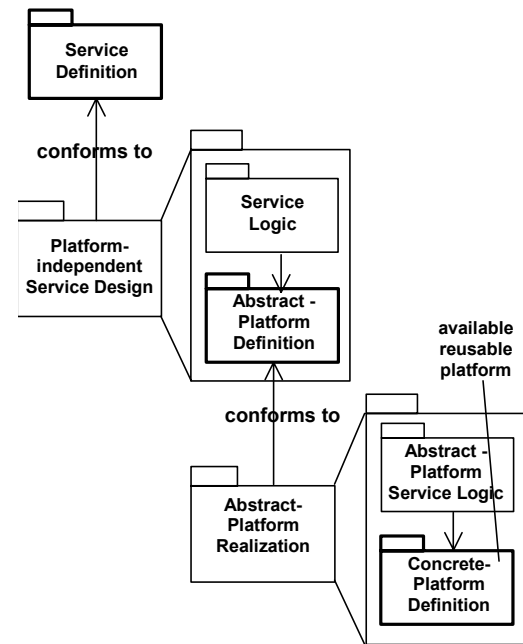 Service
Definition
conforms to
Platform-
independent
Service Design
Service
Logic
Abstract -
Platform
Definition
available
reusable
platform
conforms to
Abstract-
Platform
Realization
Abstract -
Platform
Service Logic
Concrete-
Platform
Definition